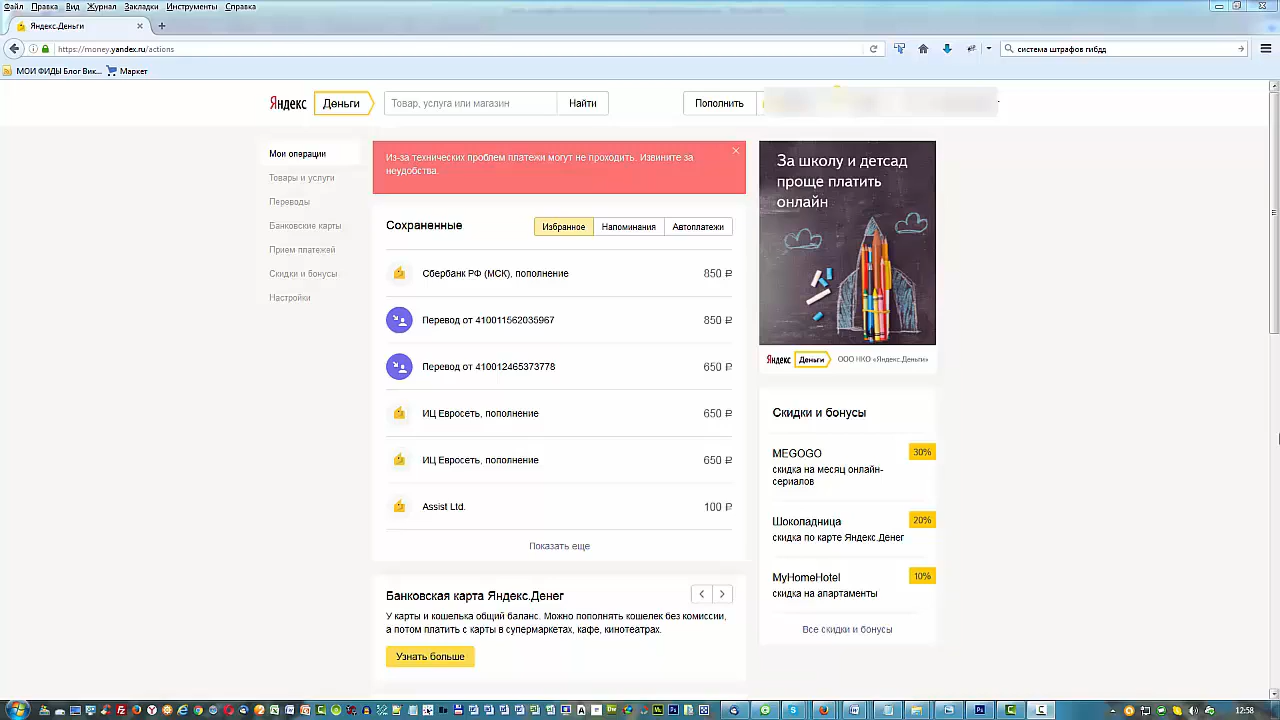 Файл Правка Вид Журнал Закладки Инструменты Справка
Яндекс.Деньги
https://money.yandex.ru/actions
система штрафов гибдд
МОИ ФИДЫ Блог Вик...
Маркет
Яндекс Деньги
Товар, услуга или магазин
Найти
Пополнить
Мои операции
Товары и услуги
Переводы
Банковские карты
Прием платежей
Скидки и бонусы
Настройки
Из-за технических проблем платежи могут не проходить. Извините за
неудобства.
Сохраненные
Избранное
Напоминания
Автоплатежи
Сбербанк РФ (МСК), пополнение 850 ₽
Перевод от 410011562035967 850 ₽
Перевод от 410012465373778 650 ₽
ИЦ Евросеть, пополнение 650 ₽
ИЦ Евросеть, пополнение 650 ₽
Assist Ltd. 100 ₽
Показать еще
Банковская карта Яндекс.Денег
У карты и кошелька общий баланс. Можно пополнять кошелек без комиссии,
а потом платить с карты в супермаркетах, кафе, кинотеатрах.
Узнать больше
За школу и детсад
проще платить
онлайн
Яндекс Деньги ООО НКО «Яндекс.Деньги»
Скидки и бонусы
MEGOGO 30%
скидка на месяц онлайн-
сериалов
Шоколадница 20%
скидка по карте Яндекс.Денег
MyHomeHotel 10%
скидка на апартаменты
Все скидки и бонусы
12:58